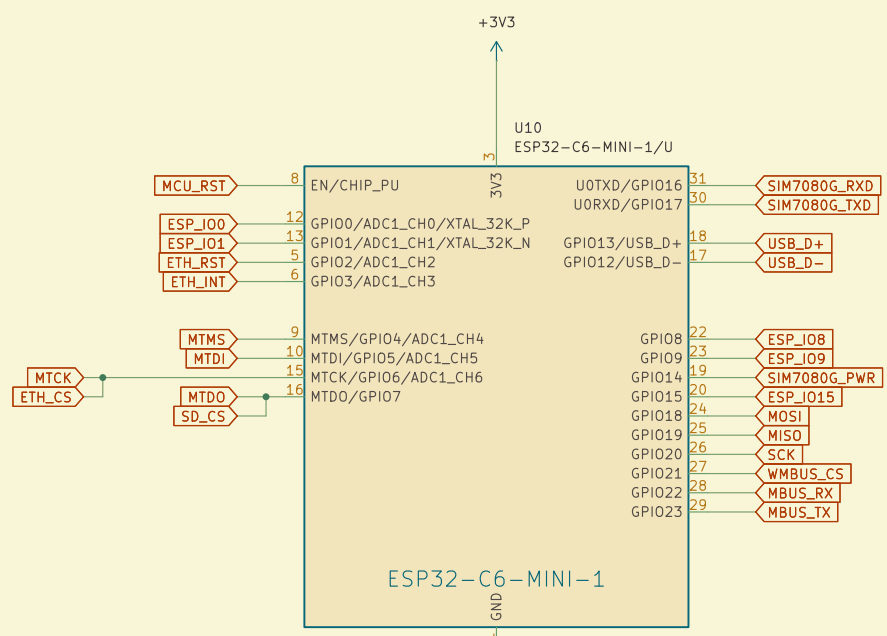 +3V3
U10
ESP32-C6-MINI-1/U
3
3V3
MCU_RST 8 EN/CHIP_PU
ESP_IO0 12 GPIO0/ADC1_CH0/XTAL_32K_P
ESP_IO1 13 GPIO1/ADC1_CH1/XTAL_32K_N
ETH_RST 5 GPIO2/ADC1_CH2
ETH_INT 6 GPIO3/ADC1_CH3
MTMS 9 MTMS/GPIO4/ADC1_CH4
MTDI 10 MTDI/GPIO5/ADC1_CH5
MTCK 15 MTCK/GPIO6/ADC1_CH6
ETH_CS
MTDO 16 MTDO/GPIO7
SD_CS
U0TXD/GPIO16 31 SIM7080G_RXD
U0RXD/GPIO17 30 SIM7080G_TXD
GPIO13/USB_D+ 18 USB_D+
GPIO12/USB_D- 17 USB_D-
GPIO8 22 ESP_IO8
GPIO9 23 ESP_IO9
GPIO14 19 SIM7080G_PWR
GPIO15 20 ESP_IO15
GPIO18 24 MOSI
GPIO19 25 MISO
GPIO20 26 SCK
GPIO21 27 WMBUS_CS
GPIO22 28 MBUS_RX
GPIO23 29 MBUS_TX
ESP32-C6-MINI-1
GND